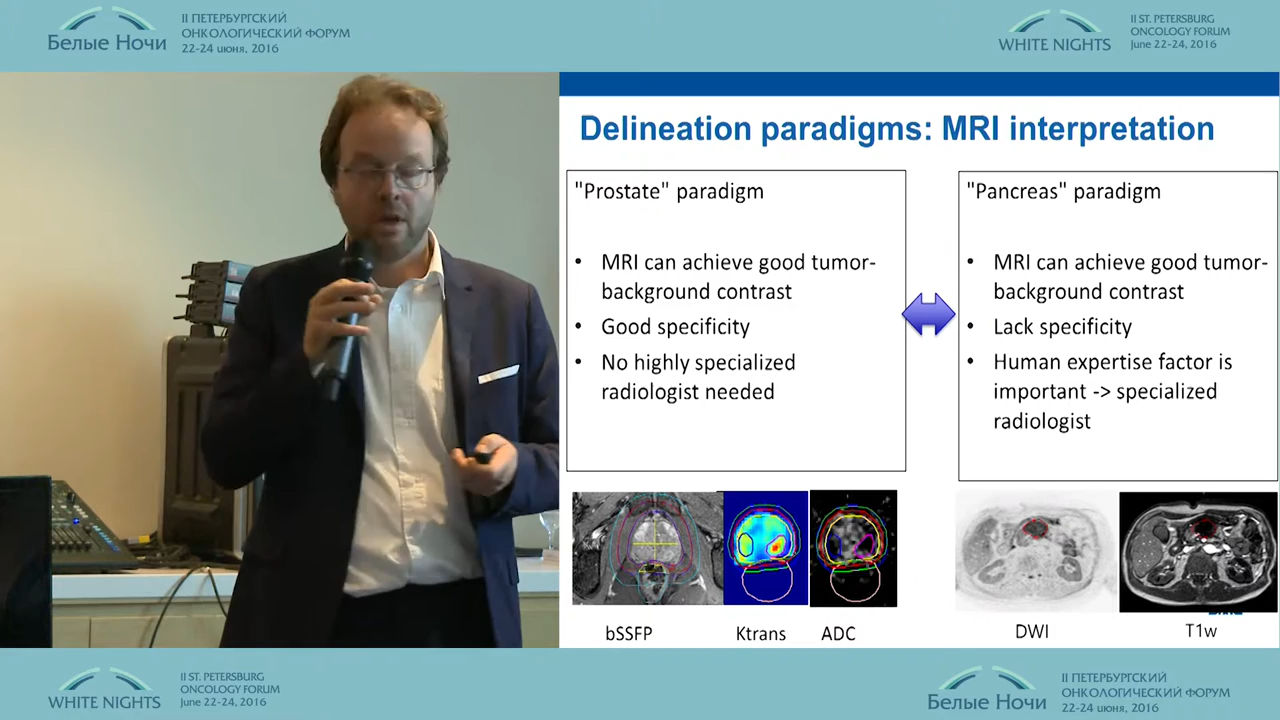 Белые Ночи
II ПЕТЕРБУРГСКИЙ
ОНКОЛОГИЧЕСКИЙ ФОРУМ
22-24 июня, 2016
WHITE NIGHTS
II ST. PETERSBURG
ONCOLOGY FORUM
June 22-24, 2016
Delineation paradigms: MRI interpretation
"Prostate" paradigm
• MRI can achieve good tumor-
background contrast
• Good specificity
• No highly specialized
radiologist needed
"Pancreas" paradigm
• MRI can achieve good tumor-
background contrast
• Lack specificity
• Human expertise factor is
important -> specialized
radiologist
bSSFP
Ktrans
ADC
DWI
T1w
WHITE NIGHTS
II ST. PETERSBURG
ONCOLOGY FORUM
June 22-24, 2016
Белые Ночи
II ПЕТЕРБУРГСКИЙ
ОНКОЛОГИЧЕСКИЙ ФОРУМ
22-24 июня, 2016